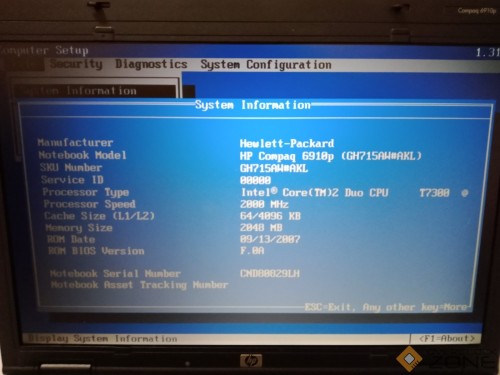 Compaq 6910p
Computer Setup 1.31
Security Diagnostics System Configuration
System Information
System Information
Manufacturer Hewlett-Packard
Notebook Model HP Compaq 6910p (GH715AW#AKL)
SKU Number GH715AW#AKL
Service ID 00000
Processor Type Intel® Core(TM)2 Duo CPU T7300 @
Processor Speed 2000 MHz
Cache Size (L1/L2) 64/4096 KB
Memory Size 2048 MB
ROM Date 09/13/2007
ROM BIOS Version F.0A
Notebook Serial Number CND80829LH
Notebook Asset Tracking Number
ESC=Exit, Any other key=More
Display System Information <F1=About>
hp
ZONE